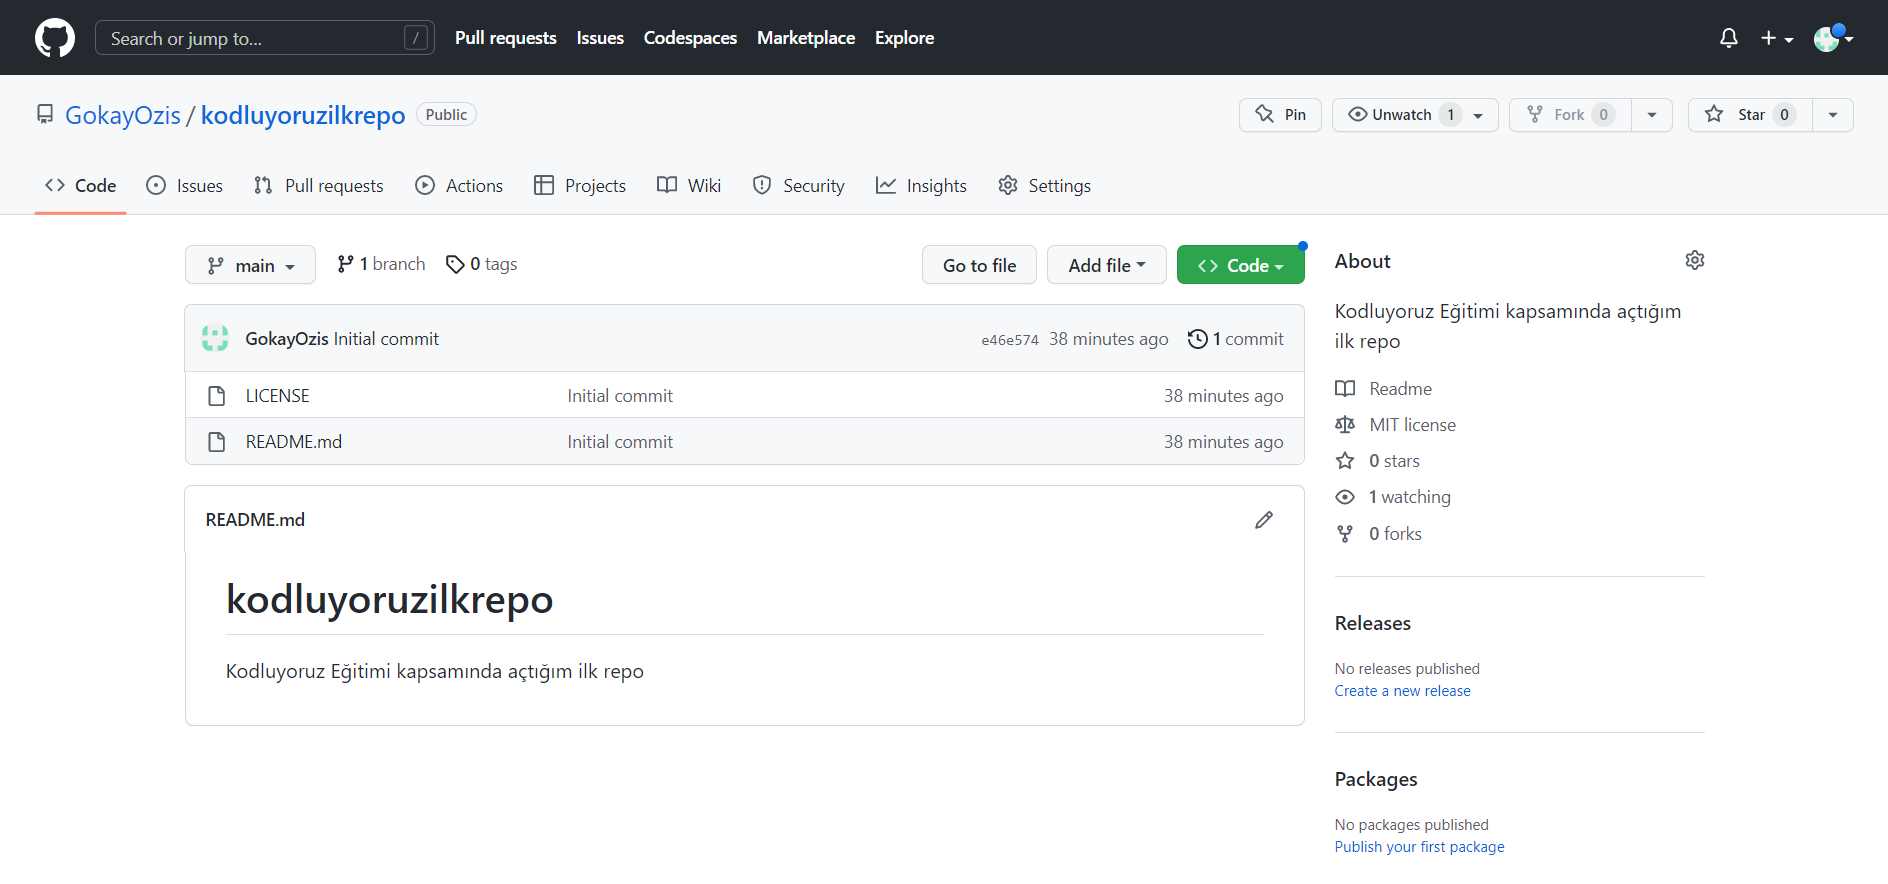 Search or jump to... /
Pull requests Issues Codespaces Marketplace Explore
GokayOzis / kodluyoruzilkrepo Public
Pin Unwatch 1 Fork 0 Star 0
Code Issues Pull requests Actions Projects Wiki Security Insights Settings
main 1 branch 0 tags Go to file Add file Code
GokayOzis Initial commit e46e574 38 minutes ago 1 commit
LICENSE Initial commit 38 minutes ago
README.md Initial commit 38 minutes ago
README.md
kodluyoruzilkrepo
Kodluyoruz Eğitimi kapsamında açtığım ilk repo
About
Kodluyoruz Eğitimi kapsamında açtığım
ilk repo
Readme
MIT license
0 stars
1 watching
0 forks
Releases
No releases published
Create a new release
Packages
No packages published
Publish your first package